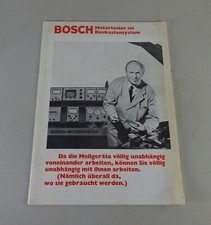 BOSCH Motortester im
Baukastensystem
Da die Meßgeräte völlig unabhängig
voneinander arbeiten, können Sie völlig
unabhängig mit ihnen arbeiten.
(Nämlich überall da,
wo sie gebraucht werden.)